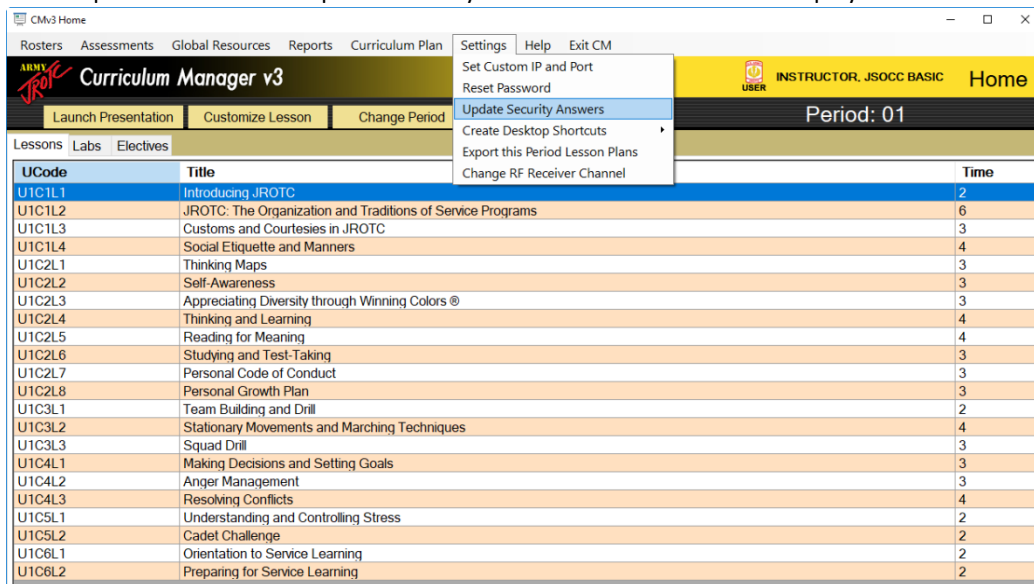 CMv3 Home
Rosters Assessments Global Resources Reports Curriculum Plan Settings Help Exit CM
Set Custom IP and Port
Reset Password
Update Security Answers
Create Desktop Shortcuts
Export this Period Lesson Plans
Change RF Receiver Channel
ARMY JROTC Curriculum Manager v3 USER INSTRUCTOR, JSOCC BASIC Home
Launch Presentation Customize Lesson Change Period Period: 01
Lessons Labs Electives
UCode Title Time
U1C1L1 Introducing JROTC 2
U1C1L2 JROTC: The Organization and Traditions of Service Programs 6
U1C1L3 Customs and Courtesies in JROTC 3
U1C1L4 Social Etiquette and Manners 4
U1C2L1 Thinking Maps 3
U1C2L2 Self-Awareness 3
U1C2L3 Appreciating Diversity through Winning Colors ® 3
U1C2L4 Thinking and Learning 4
U1C2L5 Reading for Meaning 4
U1C2L6 Studying and Test-Taking 3
U1C2L7 Personal Code of Conduct 3
U1C2L8 Personal Growth Plan 3
U1C3L1 Team Building and Drill 2
U1C3L2 Stationary Movements and Marching Techniques 4
U1C3L3 Squad Drill 3
U1C4L1 Making Decisions and Setting Goals 3
U1C4L2 Anger Management 3
U1C4L3 Resolving Conflicts 4
U1C5L1 Understanding and Controlling Stress 2
U1C5L2 Cadet Challenge 2
U1C6L1 Orientation to Service Learning 2
U1C6L2 Preparing for Service Learning 2